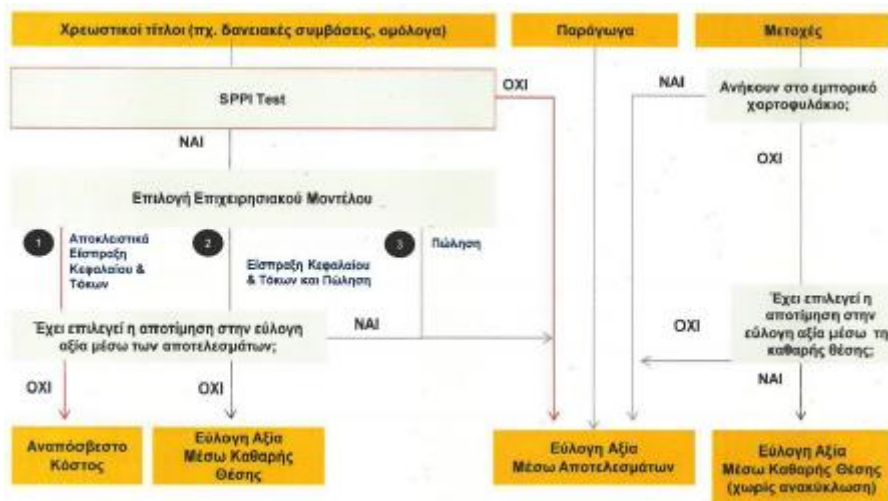 Χρεωστικοί τίτλοι (πχ. δανειακές συμβάσεις, ομόλογα)
Παράγωγα
Μετοχές
SPPI Test
ΟΧΙ
ΝΑΙ
Ανήκουν στο εμπορικό
χαρτοφυλάκιο;
ΝΑΙ
ΟΧΙ
Επιλογή Επιχειρησιακού Μοντέλου
1
Αποκλειστικά
Είσπραξη
Κεφαλαίου &
Τόκων
2
Είσπραξη Κεφαλαίου
& Τόκων και Πώληση
3
Πώληση
Έχει επιλεγεί η αποτίμηση στην εύλογη
αξία μέσω των αποτελεσμάτων;
ΝΑΙ
ΟΧΙ
Έχει επιλεγεί η
αποτίμηση στην
εύλογη αξία μέσω τη
καθαρής θέσης;
ΟΧΙ
ΟΧΙ
ΝΑΙ
Αναπόσβεστο
Κόστος
Εύλογη Αξία
Μέσω Καθαρής
Θέσης
Εύλογη Αξία
Μέσω Αποτελεσμάτων
Εύλογη Αξία
Μέσω Καθαρής Θέσης
(χωρίς ανακύκλωση)